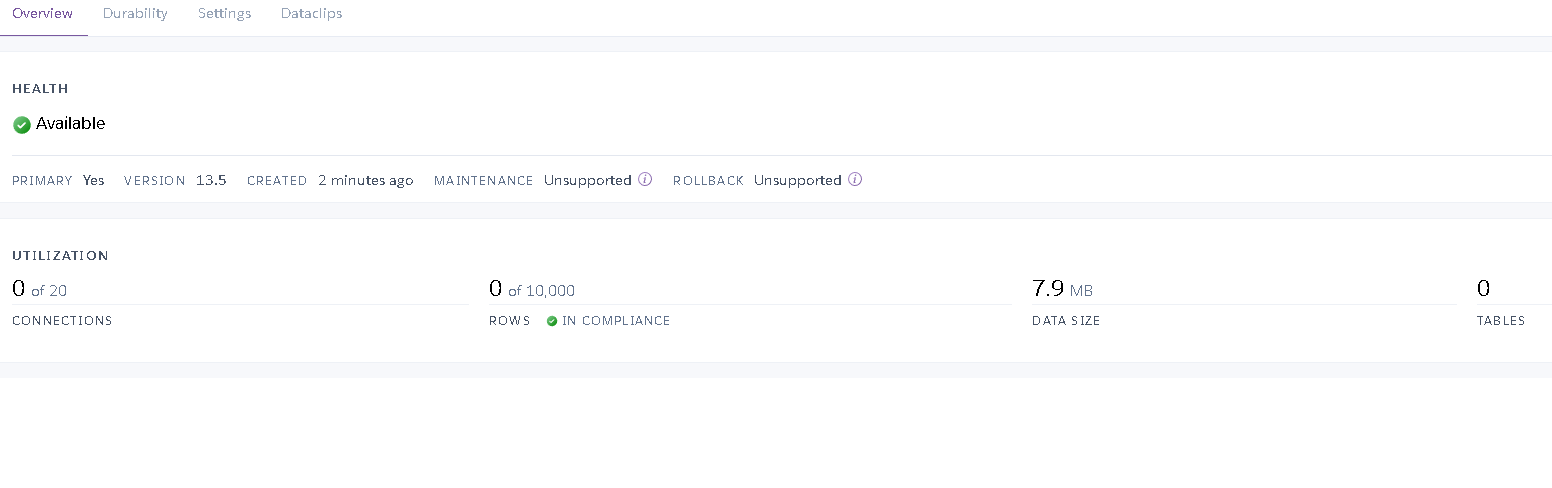 Overview Durability Settings Dataclips
HEALTH
Available
PRIMARY Yes VERSION 13.5 CREATED 2 minutes ago MAINTENANCE Unsupported i ROLLBACK Unsupported i
UTILIZATION
0 of 20 0 of 10,000 7.9 MB 0
CONNECTIONS ROWS IN COMPLIANCE DATA SIZE TABLES